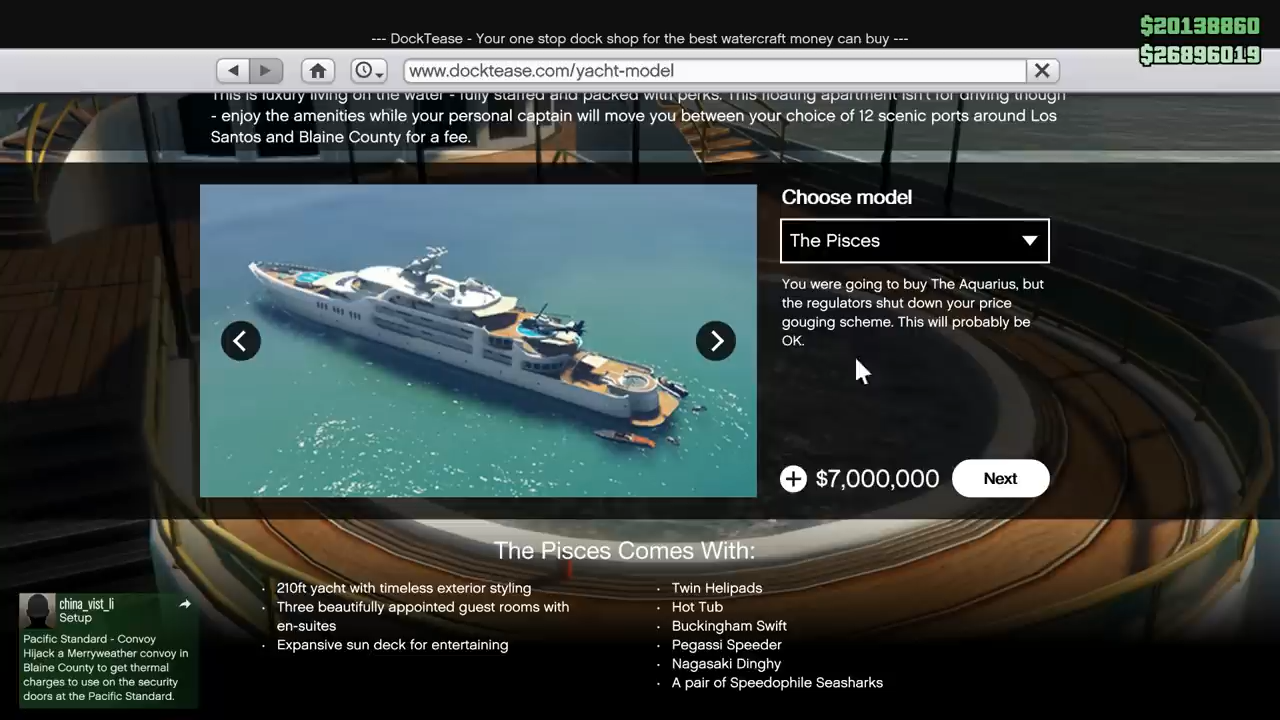 --- DockTease - Your one stop dock shop for the best watercraft money can buy ---
$20138860
$26896019
www.docktease.com/yacht-model
This is luxury living on the water - fully staffed and packed with perks. This floating apartment isn't for driving though
- enjoy the amenities while your personal captain will move you between your choice of 12 scenic ports around Los
Santos and Blaine County for a fee.
Choose model
The Pisces
You were going to buy The Aquarius, but
the regulators shut down your price
gouging scheme. This will probably be
OK.
$7,000,000
Next
The Pisces Comes With:
· 210ft yacht with timeless exterior styling
· Three beautifully appointed guest rooms with
en-suites
· Expansive sun deck for entertaining
· Twin Helipads
· Hot Tub
· Buckingham Swift
· Pegassi Speeder
· Nagasaki Dinghy
· A pair of Speedophile Seasharks
china_vist_li
Setup
Pacific Standard - Convoy
Hijack a Merryweather convoy in
Blaine County to get thermal
charges to use on the security
doors at the Pacific Standard.